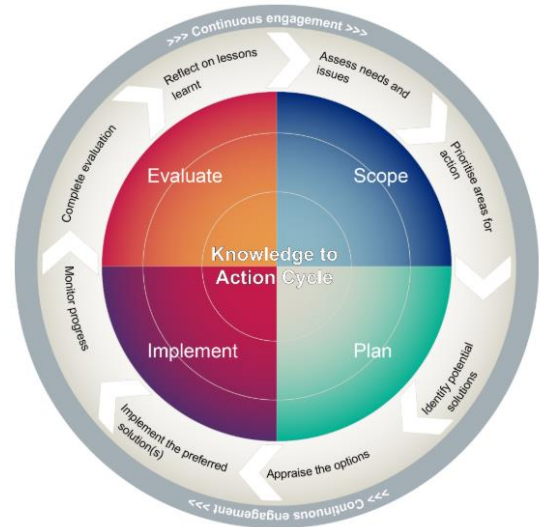 >>> Continuous engagement >>>
Assess needs and
issues
Prioritise areas for
action
Identify potential
solutions
Appraise the options
Implement the preferred
solution(s)
Monitor progress
Complete evaluation
Reflect on lessons
learnt
Evaluate
Scope
Knowledge to
Action Cycle
Implement
Plan
>>> Continuous engagement >>>